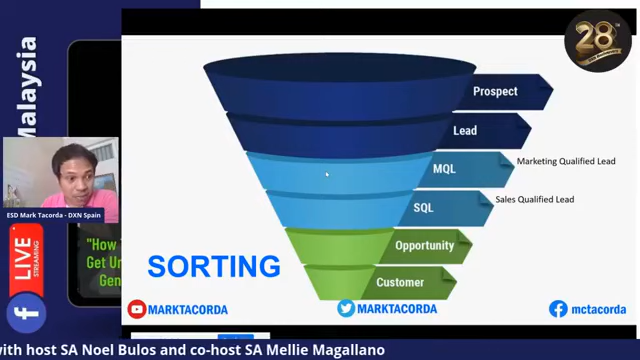 Malaysia
28
Prospect
Lead
MQL
Marketing Qualified Lead
SQL
Sales Qualified Lead
Opportunity
Customer
SORTING
ESD Mark Tacorda - DXN Spain
LIVE
STREAMING
"How
Get Un
Gen
MARKTACORDA
MARKTACORDA
mctacorda
with host SA Noel Bulos and co-host SA Mellie Magallano